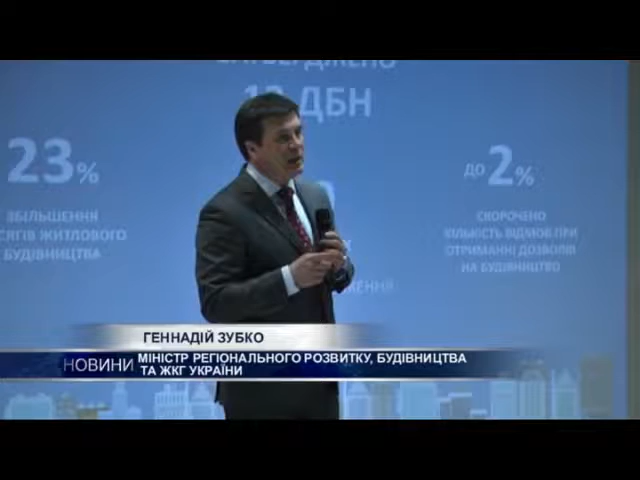 ЗАТВЕРДЖЕНО
ДБН
23%
ЗБІЛЬШЕННЯ
ОБСЯГІВ ЖИТЛОВОГО
БУДІВНИЦТВА
ДО 2%
СКОРОЧЕНО
КІЛЬКІСТЬ ВІДМОВ ПРИ
ОТРИМАННІ ДОЗВОЛІВ
НА БУДІВНИЦТВО
ГЕННАДІЙ ЗУБКО
НОВИНИ
МІНІСТР РЕГІОНАЛЬНОГО РОЗВИТКУ, БУДІВНИЦТВА
ТА ЖКГ УКРАЇНИ